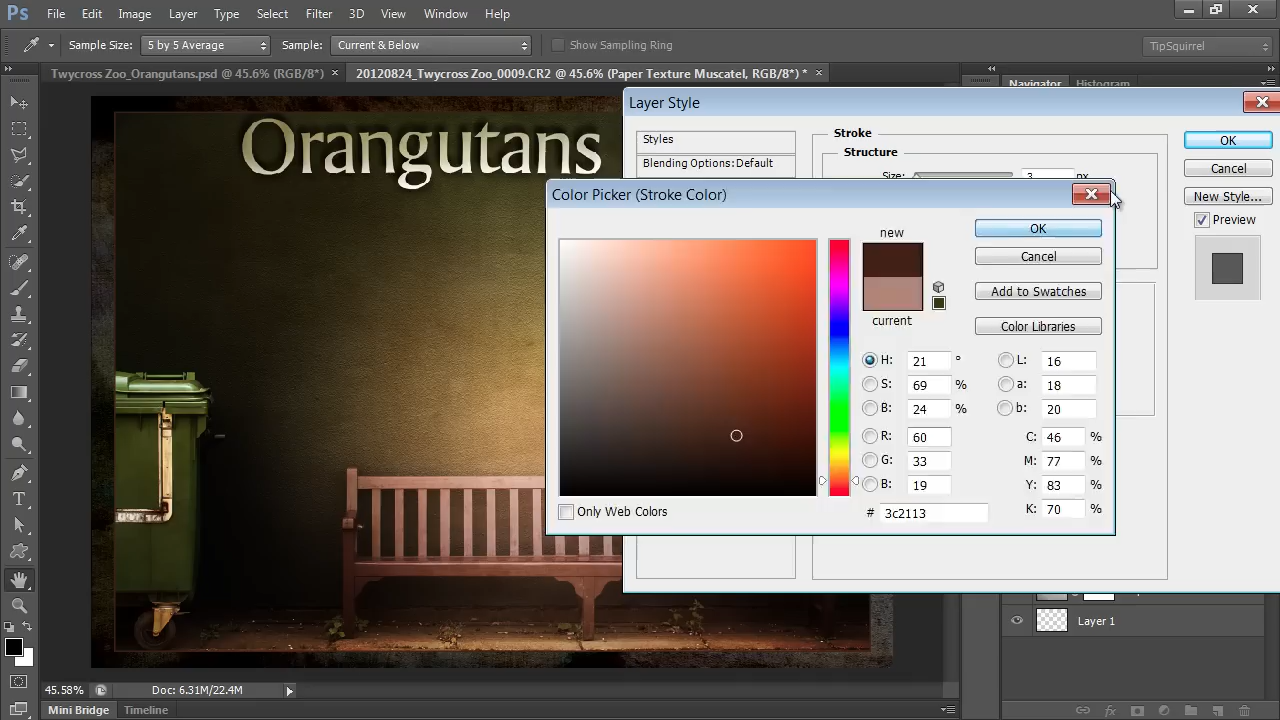 Ps File Edit Image Layer Type Select Filter 3D View Window Help
Sample Size: 5 by 5 Average Sample: Current & Below Show Sampling Ring TipSquirrel
Twycross Zoo_Orangutans.psd @ 45.6% (RGB/8*) × 20120824_Twycross Zoo_0009.CR2 @ 45.6% (Paper Texture Muscatel, RGB/8*) * × Navigator Histogram
Orangutans
Layer Style
Styles
Blending Options: Default
Stroke
Structure
Size: 3 px
OK
Cancel
New Style...
Preview
Color Picker (Stroke Color)
new
current
OK
Cancel
Add to Swatches
Color Libraries
H: 21 ° L: 16
S: 69 % a: 18
B: 24 % b: 20
R: 60 C: 46 %
G: 33 M: 77 %
B: 19 Y: 83 %
# 3c2113 K: 70 %
Only Web Colors
Layer 1
T
45.58% Doc: 6.31M/22.4M
Mini Bridge Timeline